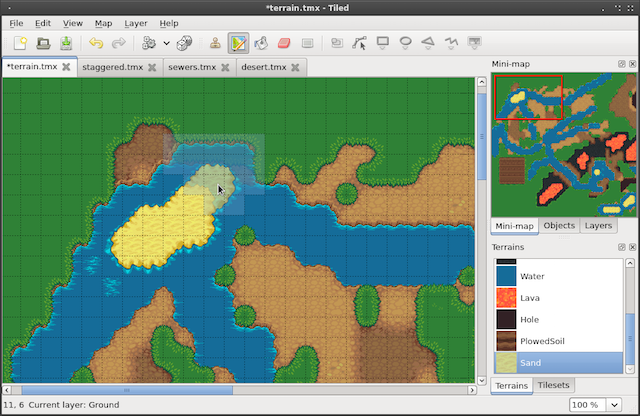 *terrain.tmx - Tiled
File Edit View Map Layer Help
*terrain.tmx staggered.tmx sewers.tmx desert.tmx
Mini-map
Mini-map Objects Layers
Terrains
Water
Lava
Hole
PlowedSoil
Sand
Terrains Tilesets
11, 6 Current layer: Ground
100 %